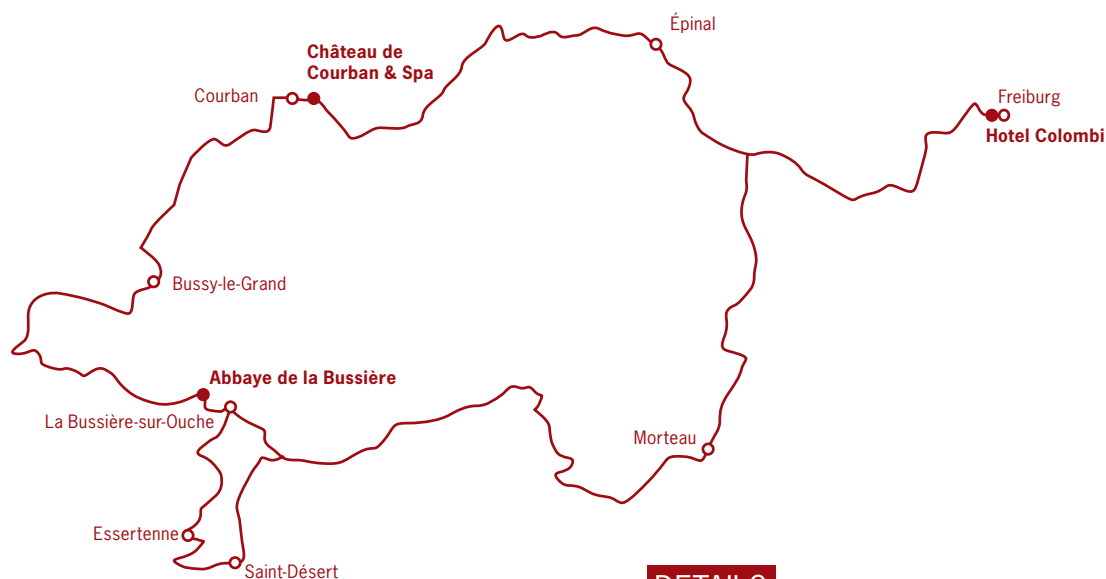 Épinal
Château de
Courban & Spa
Courban
Freiburg
Hotel Colombi
Bussy-le-Grand
Abbaye de la Bussière
La Bussière-sur-Ouche
Morteau
Essertenne
Saint-Désert